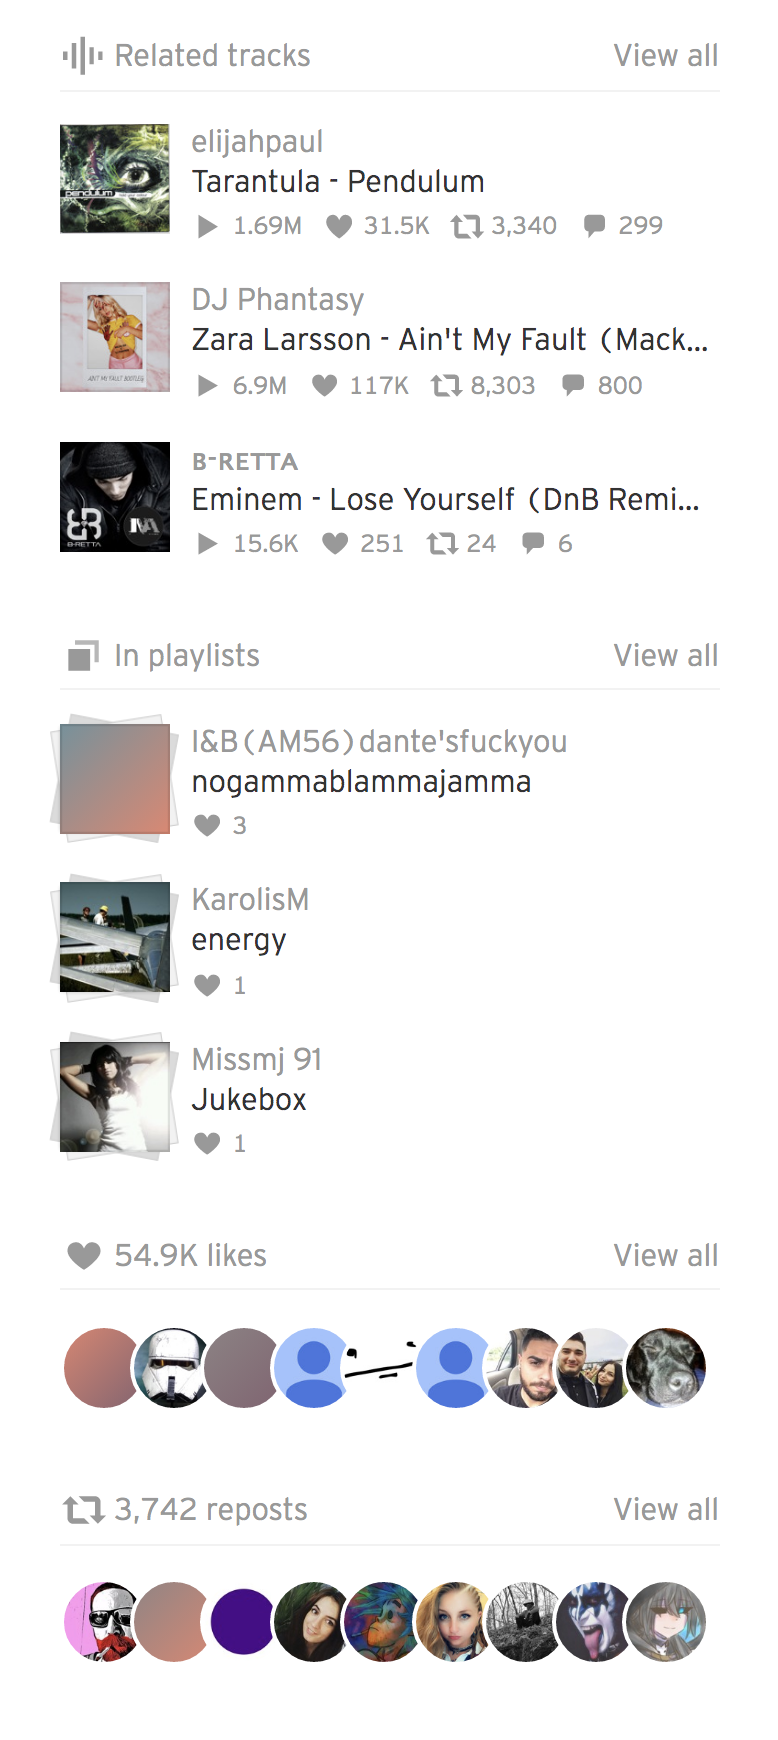 Related tracks View all
elijahpaul
Tarantula - Pendulum
1.69M 31.5K 3,340 299
pendulum
DJ Phantasy
Zara Larsson - Ain't My Fault (Mack...
6.9M 117K 8,303 800
AIN'T MY FAULT BOOTLEG
B-RETTA
Eminem - Lose Yourself (DnB Remi...
15.6K 251 24 6
B-RETTA
In playlists View all
I&B(AM56)dante'sfuckyou
nogammablammajamma
3
KarolisM
energy
1
Missmj 91
Jukebox
1
54.9K likes View all
3,742 reposts View all